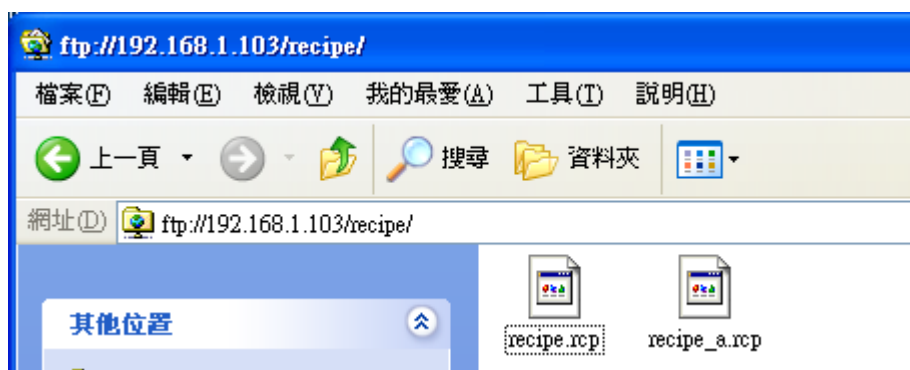 ftp://192.168.1.103/recipe/
檔案(F) 編輯(E) 檢視(V) 我的最愛(A) 工具(T) 說明(H)
上一頁 搜尋 資料夾
網址(D) ftp://192.168.1.103/recipe/
其他位置
recipe.rcp recipe_a.rcp